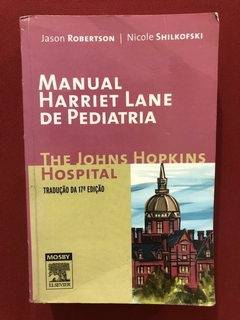 Jason ROBERTSON | Nicole SHILKOFSKI
MANUAL
HARRIET LANE
DE PEDIATRIA
THE JOHNS HOPKINS
HOSPITAL
TRADUÇÃO DA 17ª EDIÇÃO
MOSBY
ELSEVIER